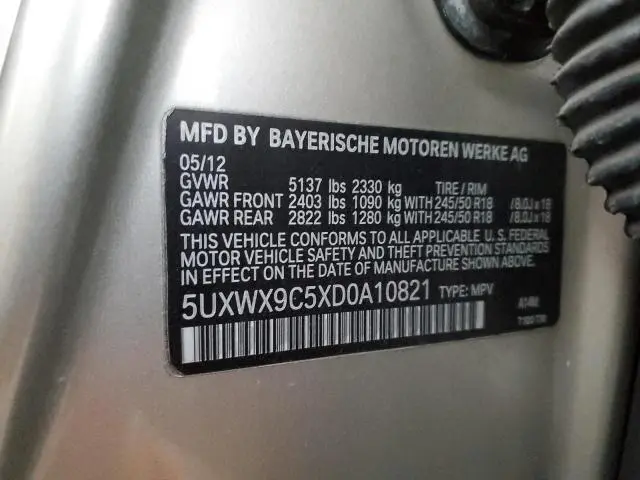 MFD BY BAYERISCHE MOTOREN WERKE AG
05/12
GVWR 5137 lbs 2330 kg TIRE / RIM
GAWR FRONT 2403 lbs 1090 kg WITH 245/50 R18 /8.0J x 18
GAWR REAR 2822 lbs 1280 kg WITH 245/50 R18 /8.0J x 18
THIS VEHICLE CONFORMS TO ALL APPLICABLE U. S. FEDERAL
MOTOR VEHICLE SAFETY AND THEFT PREVENTION STANDARDS
IN EFFECT ON THE DATE OF MANUFACTURE SHOWN ABOVE.
5UXWX9C5XD0A10821 TYPE: MPV